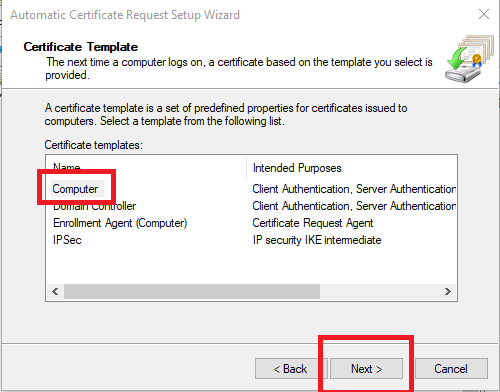 Automatic Certificate Request Setup Wizard
Certificate Template
The next time a computer logs on, a certificate based on the template you select is
provided.
A certificate template is a set of predefined properties for certificates issued to
computers. Select a template from the following list.
Certificate templates:
Name Intended Purposes
Computer Client Authentication, Server Authentication
Domain Controller Client Authentication, Server Authentication
Enrollment Agent (Computer) Certificate Request Agent
IPSec IP security IKE intermediate
< Back Next > Cancel